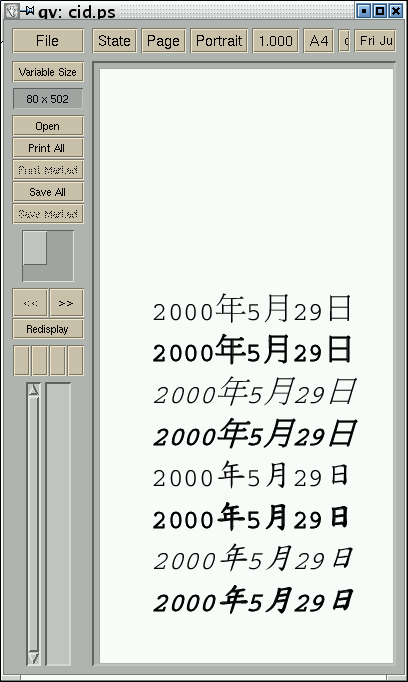 gv: cid.ps
File State Page Portrait 1.000 A4 Fri Ju
Variable Size
80 x 502
Open
Print All
Print Marked
Save All
Save Marked
<< >>
Redisplay
2000年5月29日
2000年5月29日
2000年5月29日
2000年5月29日
2000年5月29日
2000年5月29日
2000年5月29日
2000年5月29日